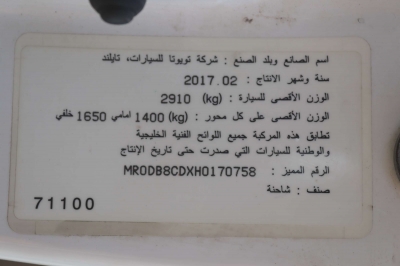 اسم الصانع وبلد الصنع : شركة تويوتا للسيارات، تايلند
سنة وشهر الانتاج : 2017.02
الوزن الأقصى للسيارة : (kg) 2910
الوزن الأقصى على كل محور : (kg) 1400 امامي 1650 خلفي
تطابق هذه المركبة جميع اللوائح الفنية الخليجية
والوطنية للسيارات التي صدرت حتى تاريخ الإنتاج
الرقم المميز : MR0DB8CDXH0170758
صنف : شاحنة
71100